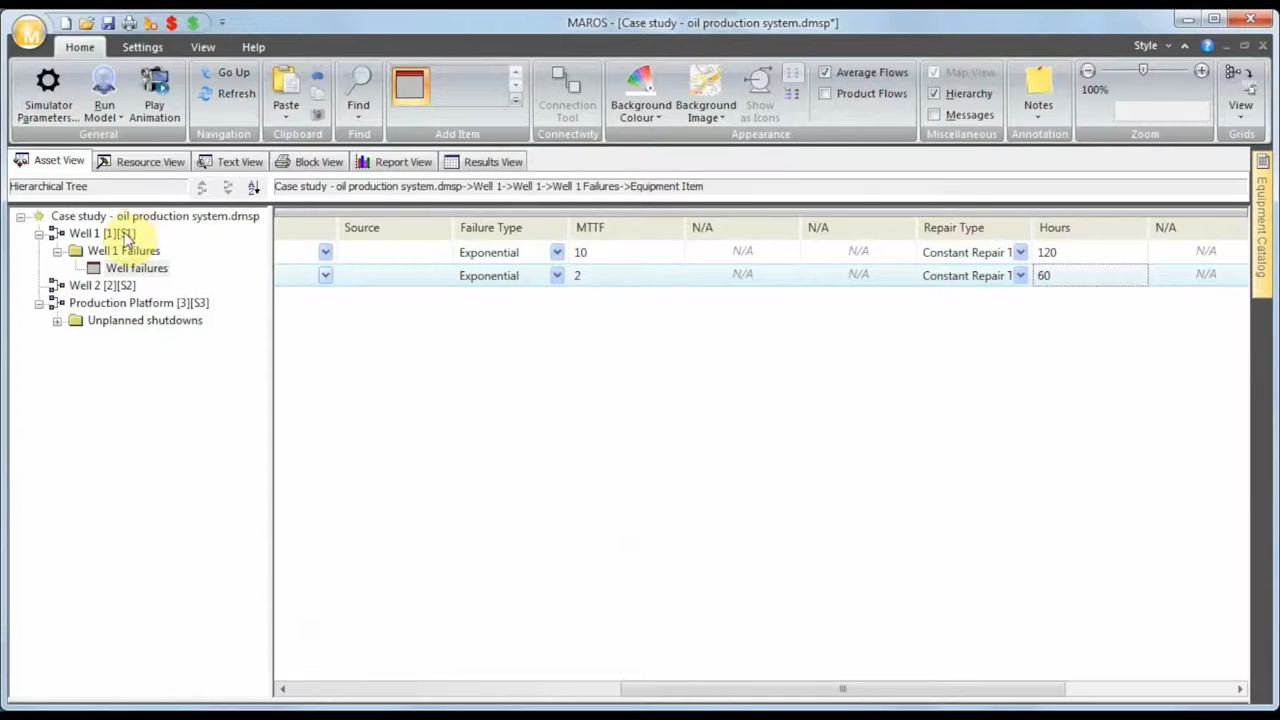 MAROS - [Case study - oil production system.dmsp*]
Home Settings View Help Style
Simulator Parameters... Run Model Play Animation Go Up Refresh Paste Find Connection Tool Background Colour Background Image Show as Icons Average Flows Product Flows Map View Hierarchy Messages Notes 100% View
General Navigation Clipboard Find Add Item Connectivity Appearance Miscellaneous Annotation Zoom Grids
Asset View Resource View Text View Block View Report View Results View
Hierarchical Tree Case study - oil production system.dmsp->Well 1->Well 1->Well 1 Failures->Equipment Item
Case study - oil production system.dmsp
Well 1 [1][S1]
Well 1 Failures
Well failures
Well 2 [2][S2]
Production Platform [3][S3]
Unplanned shutdowns
Source Failure Type MTTF N/A N/A Repair Type Hours N/A
Exponential 10 N/A N/A Constant Repair T 120 N/A
Exponential 2 N/A N/A Constant Repair T 60 N/A
Equipment Catalog